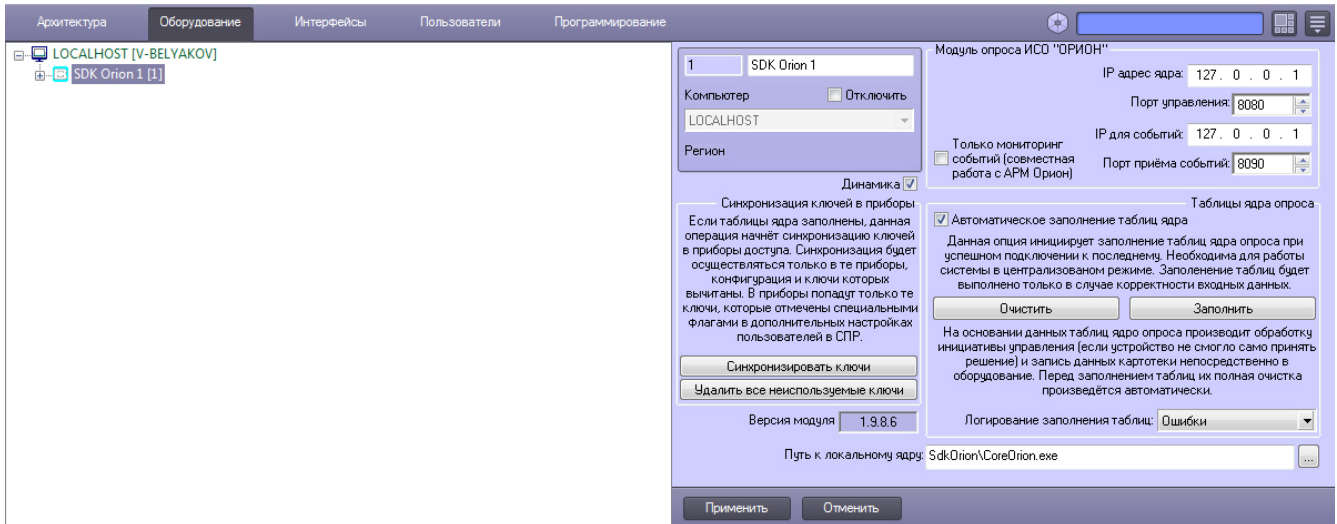 Архитектура
Оборудование
Интерфейсы
Пользователи
Программирование
LOCALHOST [V-BELYAKOV]
SDK Orion 1 [1]
1
SDK Orion 1
Компьютер
Отключить
LOCALHOST
Регион
Динамика
Синхронизация ключей в приборы
Если таблицы ядра заполнены, данная
операция начнёт синхронизацию ключей
в приборы доступа. Синхронизация будет
осуществляться только в те приборы,
конфигурация и ключи которых
вычитаны. В приборы попадут только те
ключи, которые отмечены специальными
флагами в дополнительных настройках
пользователей в СПР.
Синхронизировать ключи
Удалить все неиспользуемые ключи
Версия модуля
1.9.8.6
Модуль опроса ИСО "ОРИОН"
IP адрес ядра:
127 . 0 . 0 . 1
Порт управления:
8080
IP для событий:
127 . 0 . 0 . 1
Только мониторинг
событий (совместная
работа с АРМ Орион)
Порт приёма событий:
8090
Таблицы ядра опроса
Автоматическое заполнение таблиц ядра
Данная опция инициирует заполнение таблиц ядра опроса при
успешном подключении к последнему. Необходима для работы
системы в централизованом режиме. Заполенение таблиц будет
выполнено только в случае корректности входных данных.
Очистить
Заполнить
На основании данных таблиц ядро опроса производит обработку
инициативы управления (если устройство не смогло само принять
решение) и запись данных картотеки непосредственно в
оборудование. Перед заполнением таблиц их полная очистка
произведётся автоматически.
Логирование заполнения таблиц:
Ошибки
Путь к локальному ядру:
SdkOrion\CoreOrion.exe
...
Применить
Отменить